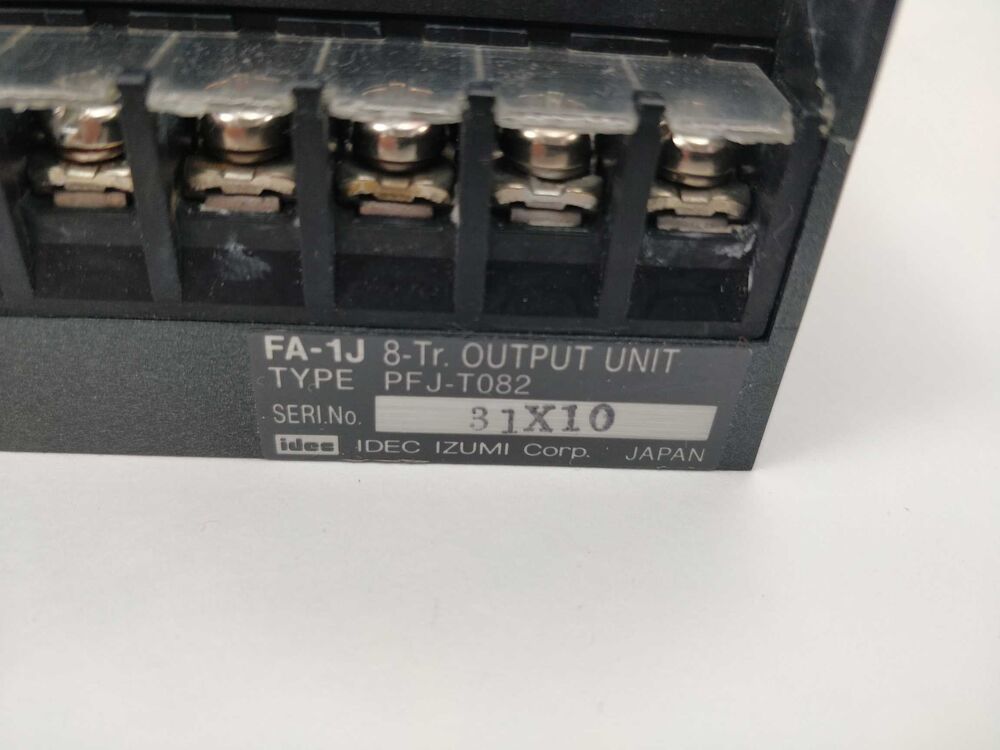 FA-1J 8-Tr. OUTPUT UNIT
TYPE PFJ-T082
SERI.No. 31X10
idec IDEC IZUMI Corp. JAPAN